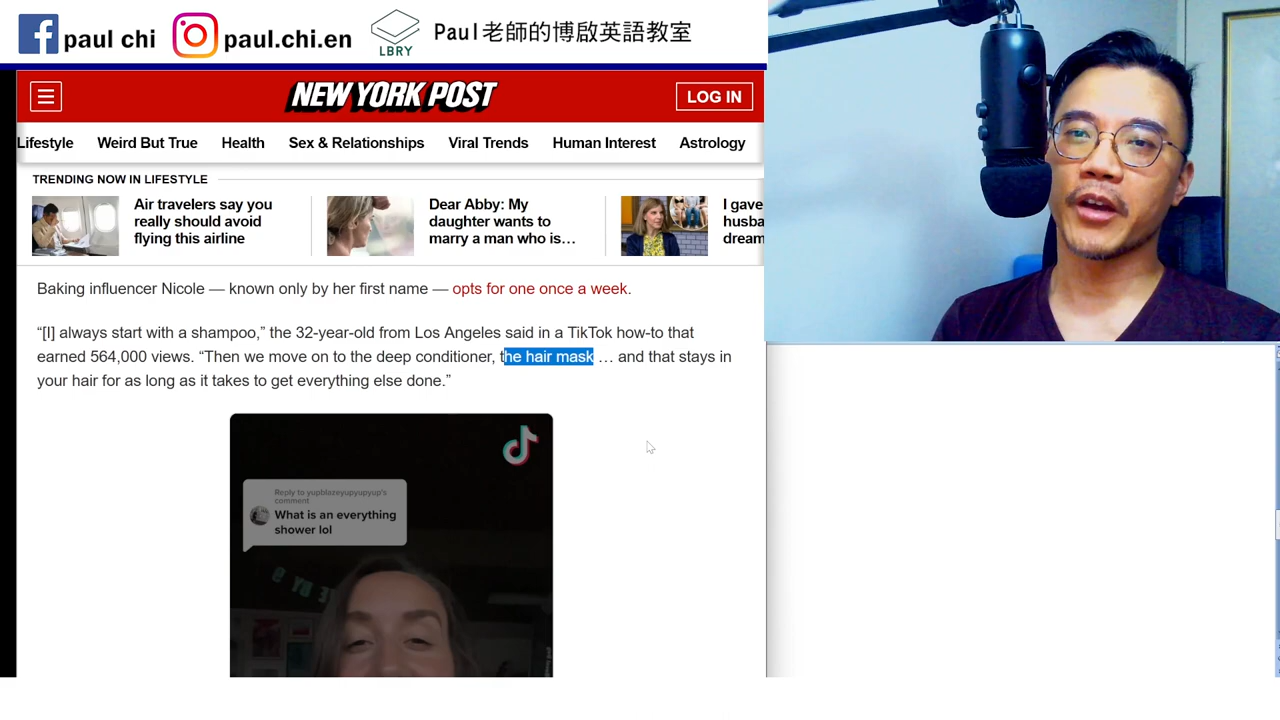 paul chi
paul.chi.en
LBRY
Paul老師的博啟英語教室
NEW YORK POST
LOG IN
Lifestyle
Weird But True
Health
Sex & Relationships
Viral Trends
Human Interest
Astrology
TRENDING NOW IN LIFESTYLE
Air travelers say you
really should avoid
flying this airline
Dear Abby: My
daughter wants to
marry a man who is…
I gave
husba
dream
Baking influencer Nicole — known only by her first name — opts for one once a week.
“[I] always start with a shampoo,” the 32-year-old from Los Angeles said in a TikTok how-to that
earned 564,000 views. “Then we move on to the deep conditioner, the hair mask … and that stays in
your hair for as long as it takes to get everything else done.”
Reply to yupblazeyupyupyup's
comment
What is an everything
shower lol